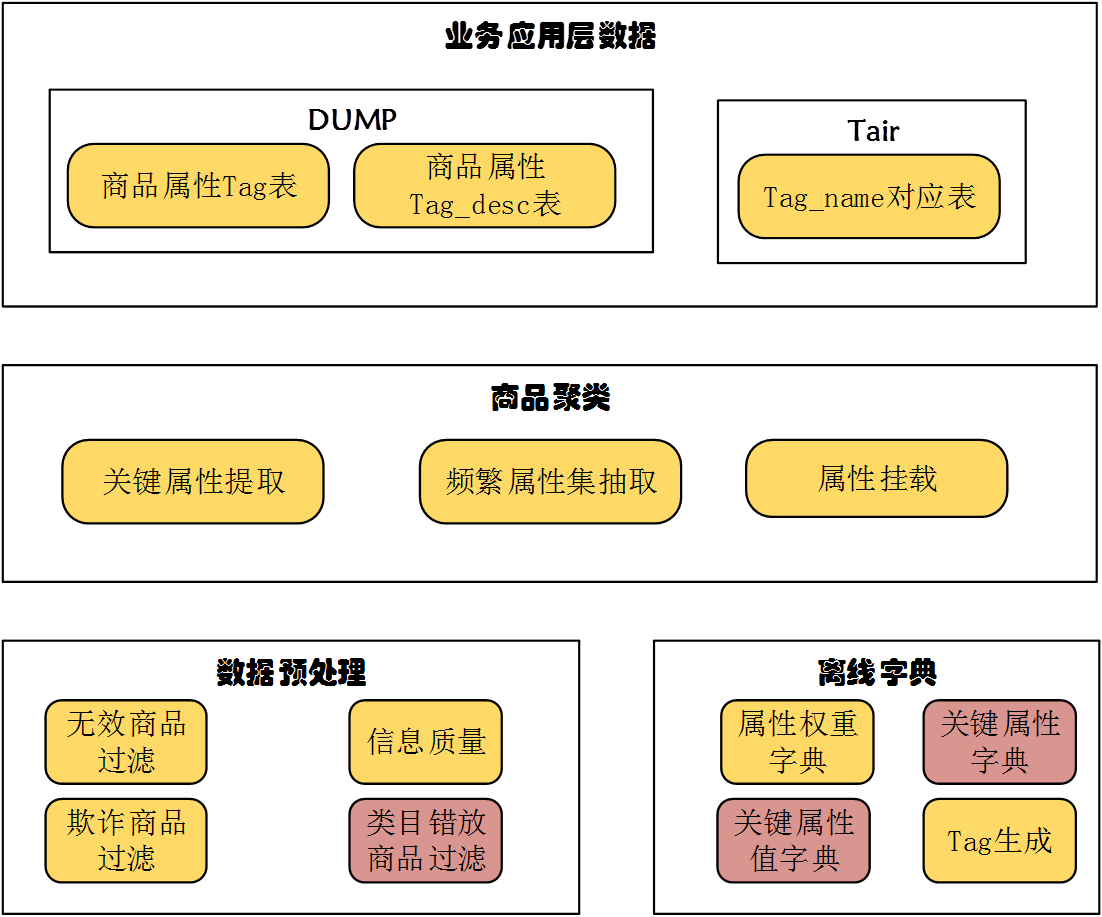 业务应用层数据
DUMP
商品属性Tag表
商品属性
Tag_desc表
Tair
Tag_name对应表
商品聚类
关键属性提取
频繁属性集抽取
属性挂载
数据预处理
无效商品
过滤
信息质量
欺诈商品
过滤
类目错放
商品过滤
离线字典
属性权重
字典
关键属性
字典
关键属性
值字典
Tag生成